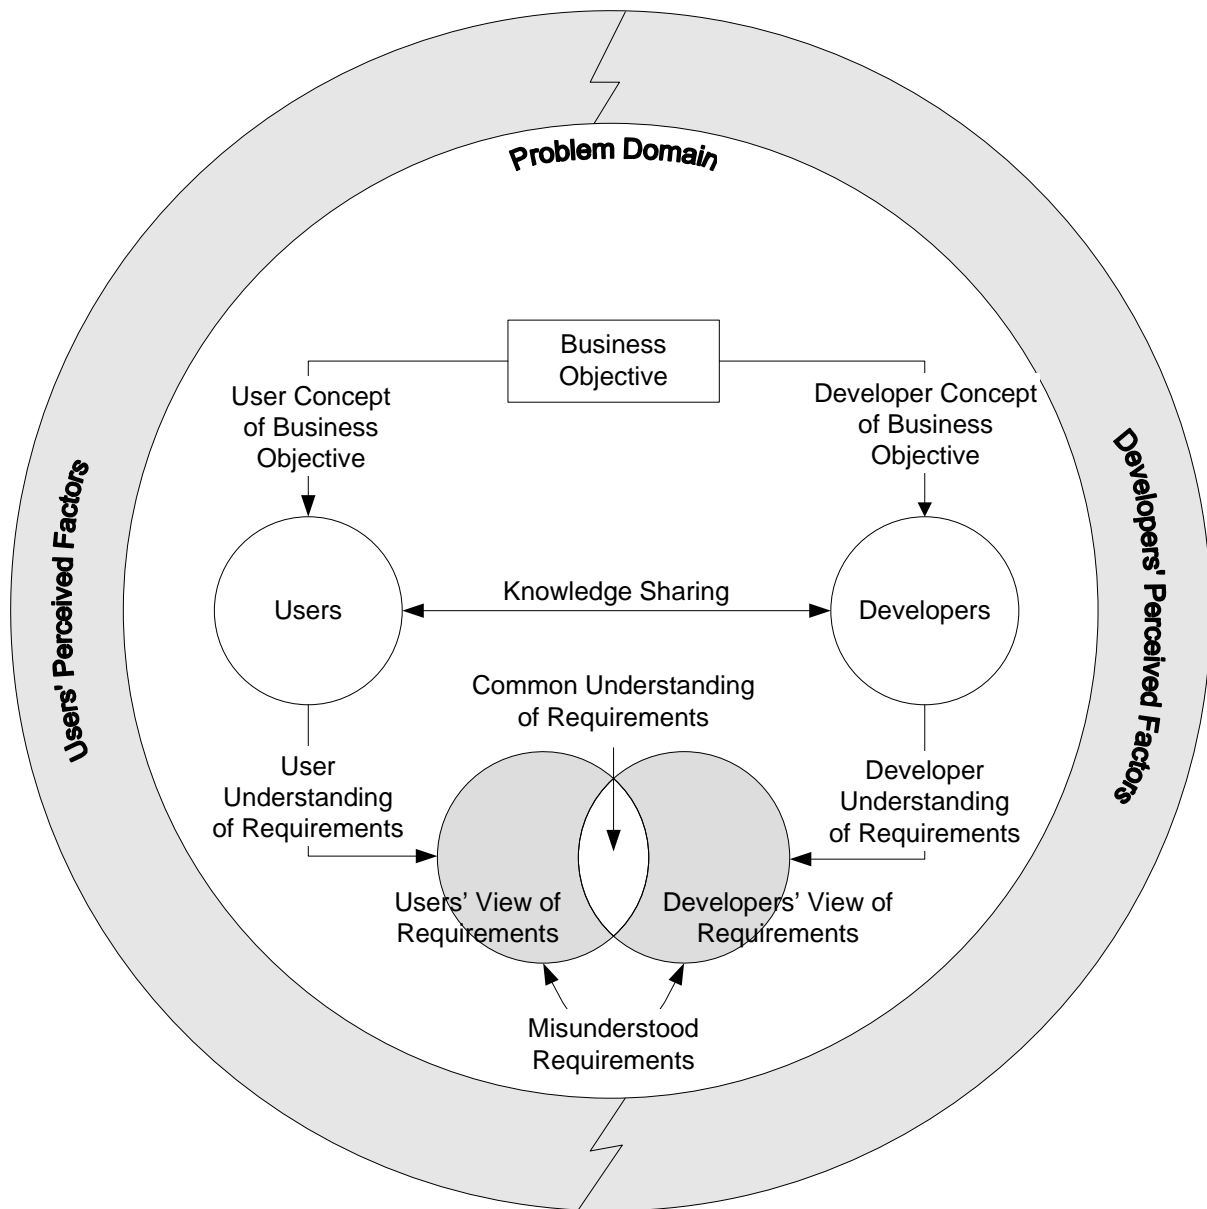 Problem Domain
Business
Objective
User Concept
of Business
Objective
Developer Concept
of Business
Objective
Users' Perceived Factors
Developers' Perceived Factors
Users
Knowledge Sharing
Developers
Common Understanding
of Requirements
User
Understanding
of Requirements
Developer
Understanding
of Requirements
Users’ View of
Requirements
Developers’ View of
Requirements
Misunderstood
Requirements